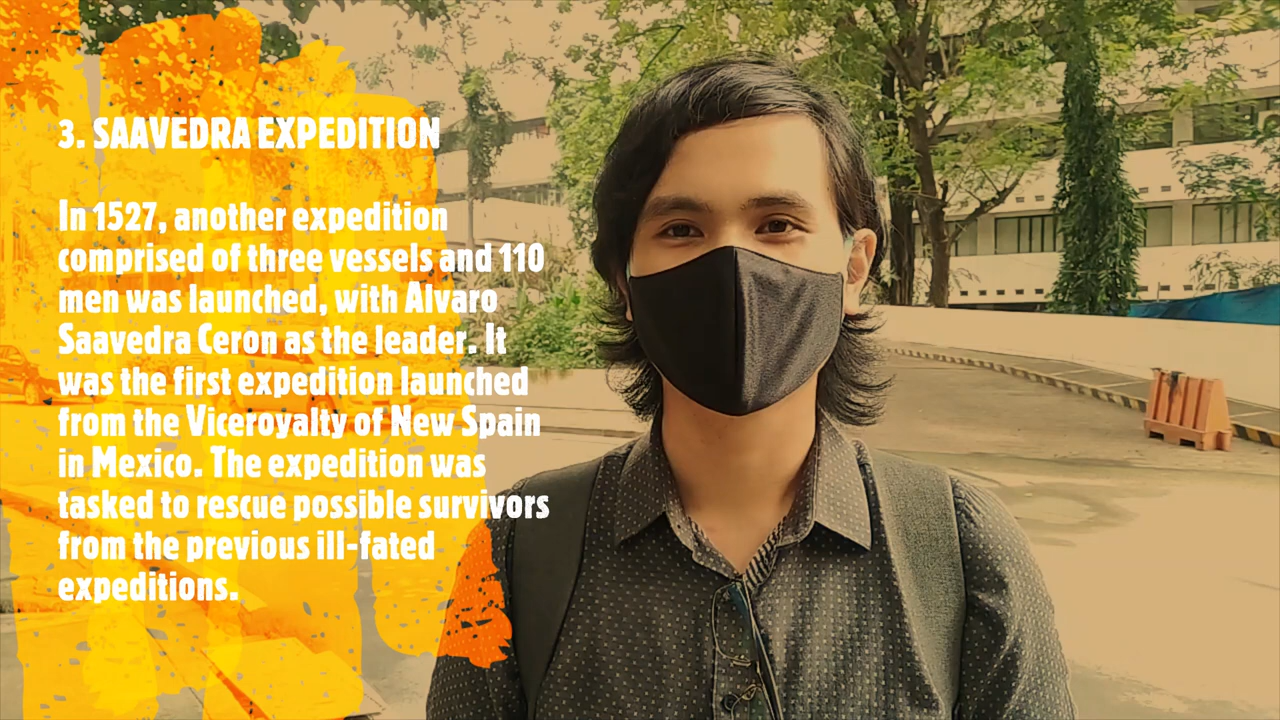 3. SAAVEDRA EXPEDITION
In 1527, another expedition
comprised of three vessels and 110
men was launched, with Alvaro
Saavedra Ceron as the leader. It
was the first expedition launched
from the Viceroyalty of New Spain
in Mexico. The expedition was
tasked to rescue possible survivors
from the previous ill-fated
expeditions.